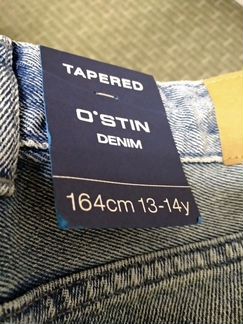 TAPERED
O'STIN
DENIM
164cm 13-14y